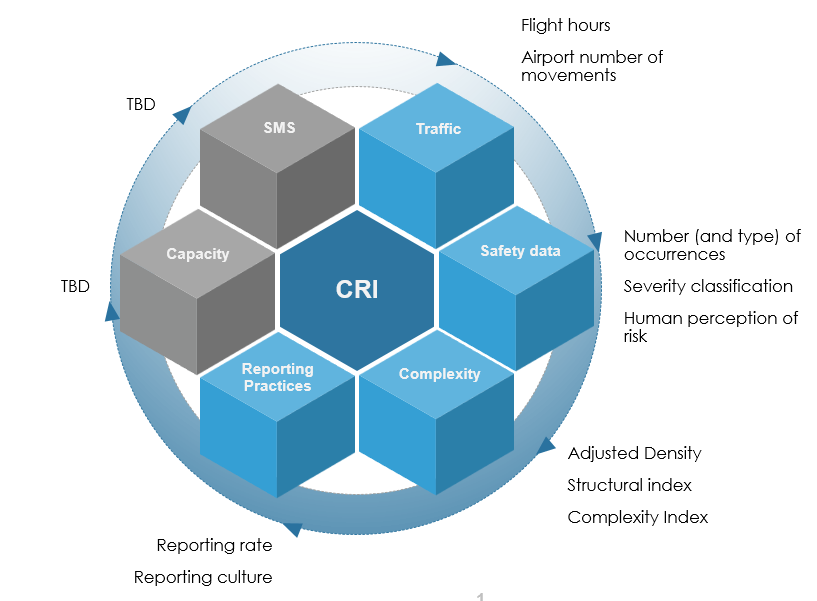 Flight hours
Airport number of
movements
TBD
SMS
Traffic
Number (and type) of
occurrences
Safety data
Capacity
CRI
TBD
Severity classification
Human perception of
risk
Reporting
Practices
Complexity
Adjusted Density
Structural index
Complexity Index
Reporting rate
Reporting culture
1